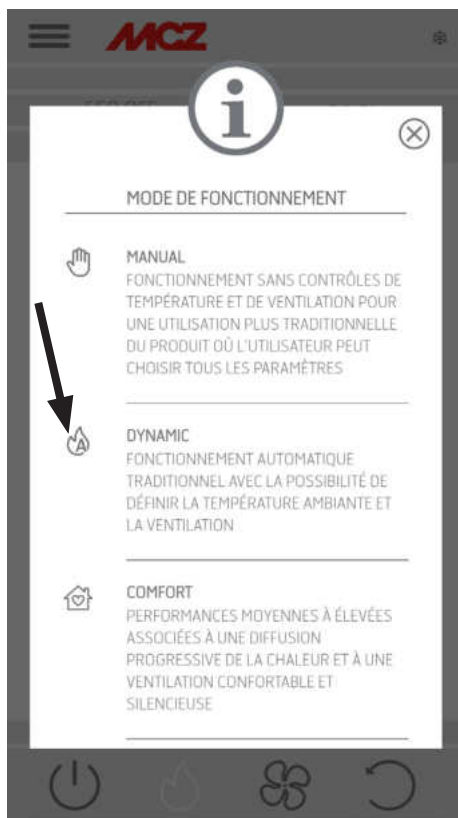 MCZ
i
MODE DE FONCTIONNEMENT
MANUAL
FONCTIONNEMENT SANS CONTRÔLES DE
TEMPÉRATURE ET DE VENTILATION POUR
UNE UTILISATION PLUS TRADITIONNELLE
DU PRODUIT OÙ L'UTILISATEUR PEUT
CHOISIR TOUS LES PARAMÈTRES
A
DYNAMIC
FONCTIONNEMENT AUTOMATIQUE
TRADITIONNEL AVEC LA POSSIBILITÉ DE
DÉFINIR LA TEMPÉRATURE AMBIANTE ET
LA VENTILATION
COMFORT
PERFORMANCES MOYENNES À ÉLEVÉES
ASSOCIÉES À UNE DIFFUSION
PROGRESSIVE DE LA CHALEUR ET À UNE
VENTILATION CONFORTABLE ET
SILENCIEUSE